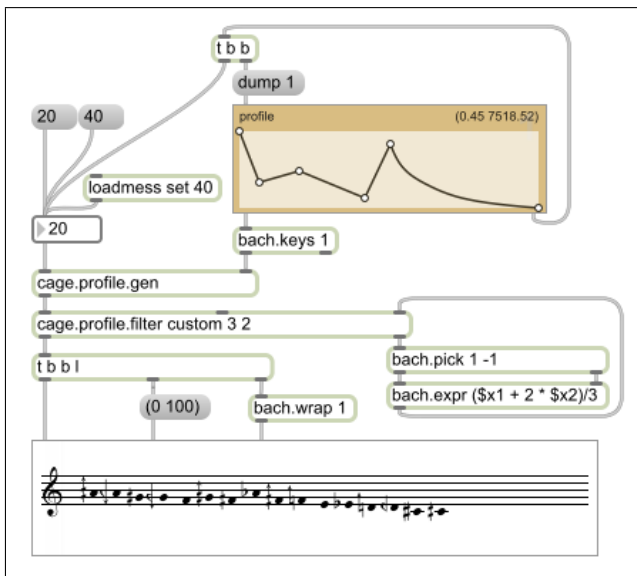 t b b
dump 1
20 40
profile (0.45 7518.52)
loadmess set 40
20
bach.keys 1
cage.profile.gen
cage.profile.filter custom 3 2
t b b l
bach.pick 1 -1
(0 100)
bach.wrap 1
bach.expr ($x1 + 2 * $x2)/3